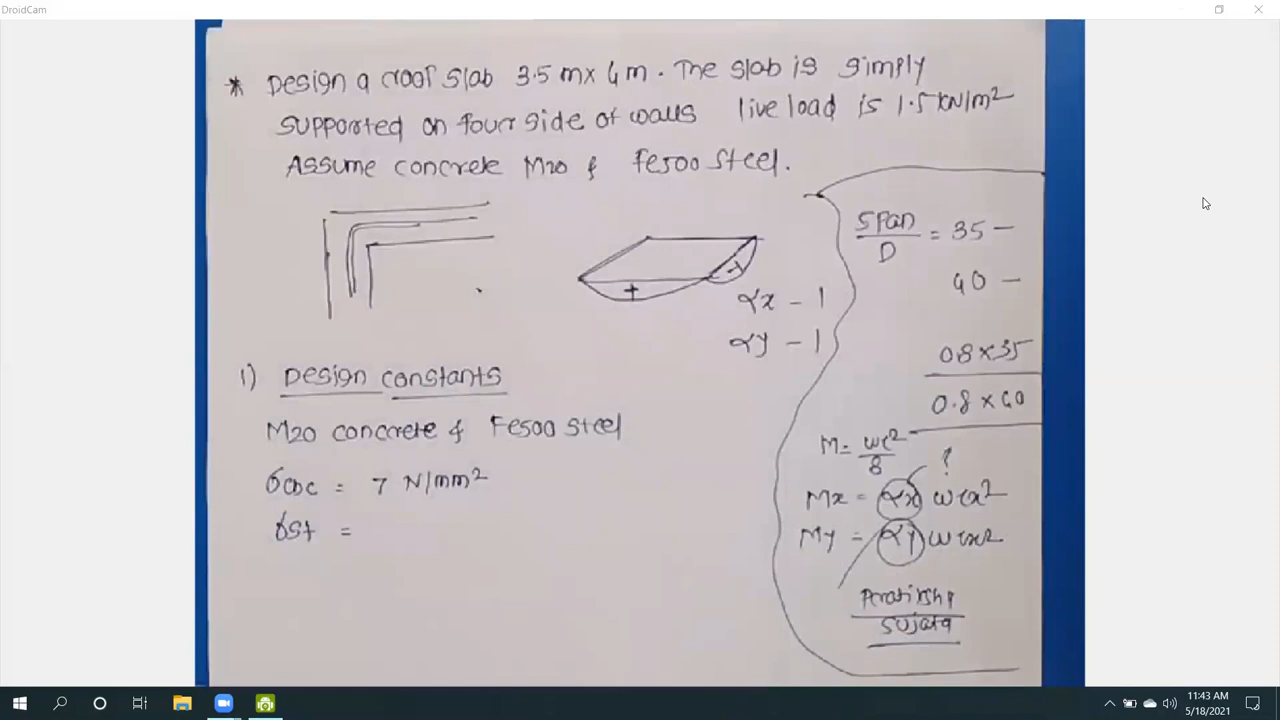 DroidCam
* Design a roof slab 3.5 m x 4 m. The slab is simply
supported on four side of walls live load is 1.5 kN/m²
Assume concrete M20 & Fe500 steel.
Span/D = 35 -
40 -
+
-
αx - 1
αy - 1
0.8 x 35
0.8 x 40
1) Design constants
M20 concrete & Fe500 steel
σcbc = 7 N/mm²
σst =
M = wl²/8
?
Mx = αx wlx²
My = αy wlx²
Sujata
11:43 AM
5/18/2021